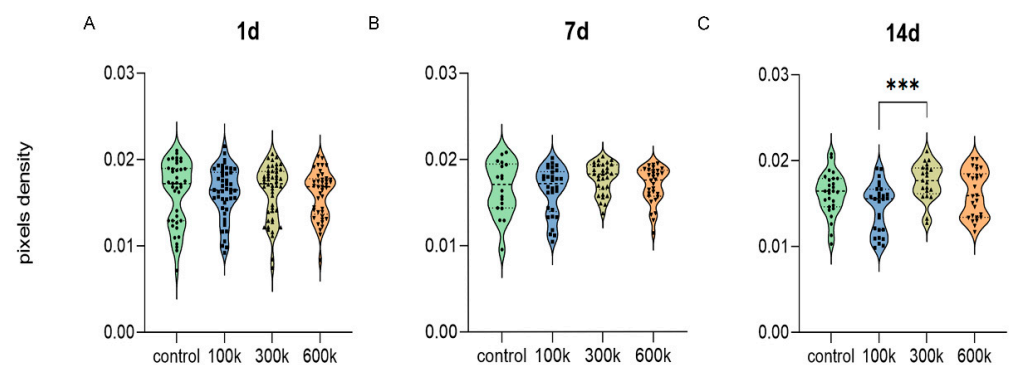 A 1d B 7d C 14d
0.03 0.03 0.03
***
0.02 0.02 0.02
pixels density
0.01 0.01 0.01
0.00 0.00 0.00
control 100k 300k 600k control 100k 300k 600k control 100k 300k 600k